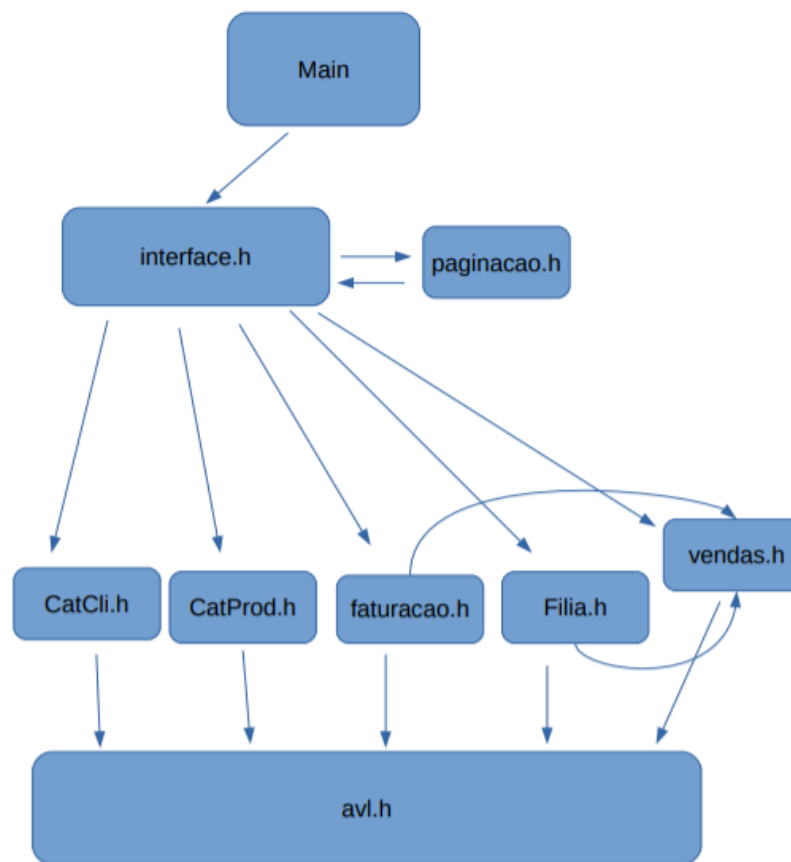 Main
interface.h
paginacao.h
vendas.h
CatCli.h
CatProd.h
faturacao.h
Filia.h
avl.h